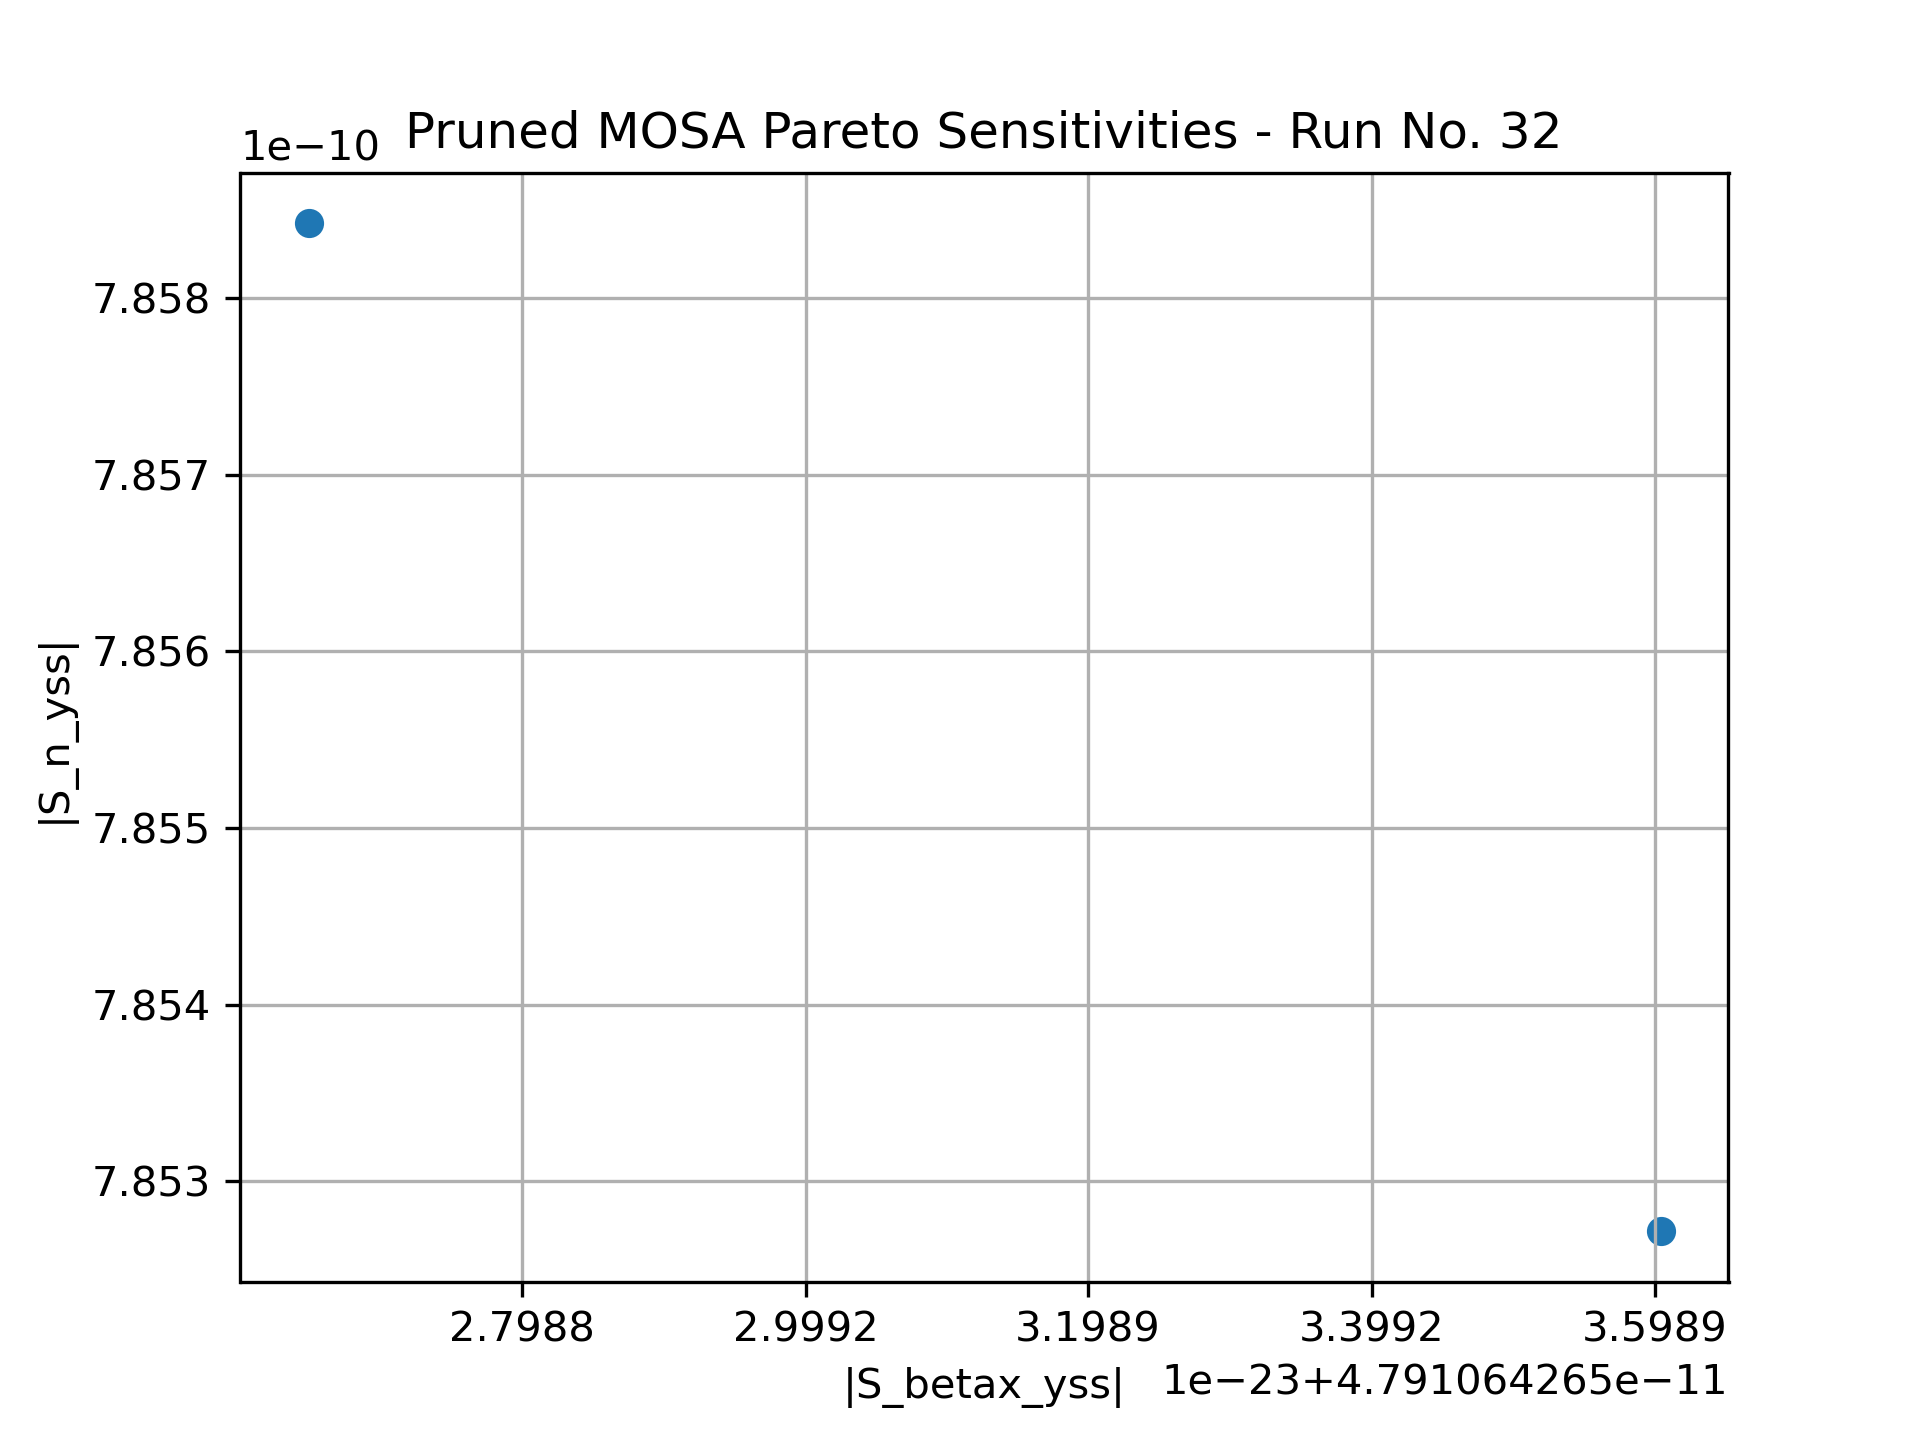 Pruned MOSA Pareto Sensitivities - Run No. 32
1e−10
7.858
7.857
7.856
7.855
7.854
7.853
|S_n_yss|
2.7988 2.9992 3.1989 3.3992 3.5989
|S_betax_yss|
1e−23+4.791064265e−11